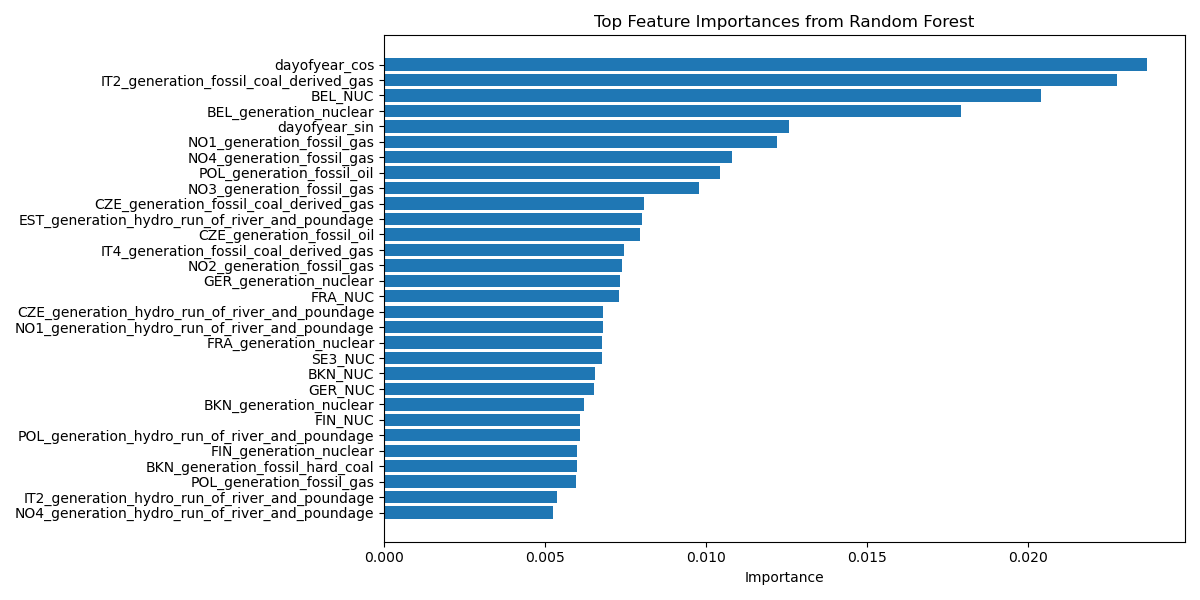 Top Feature Importances from Random Forest
dayofyear_cos
IT2_generation_fossil_coal_derived_gas
BEL_NUC
BEL_generation_nuclear
dayofyear_sin
NO1_generation_fossil_gas
NO4_generation_fossil_gas
POL_generation_fossil_oil
NO3_generation_fossil_gas
CZE_generation_fossil_coal_derived_gas
EST_generation_hydro_run_of_river_and_poundage
CZE_generation_fossil_oil
IT4_generation_fossil_coal_derived_gas
NO2_generation_fossil_gas
GER_generation_nuclear
FRA_NUC
CZE_generation_hydro_run_of_river_and_poundage
NO1_generation_hydro_run_of_river_and_poundage
FRA_generation_nuclear
SE3_NUC
BKN_NUC
GER_NUC
BKN_generation_nuclear
FIN_NUC
POL_generation_hydro_run_of_river_and_poundage
FIN_generation_nuclear
BKN_generation_fossil_hard_coal
POL_generation_fossil_gas
IT2_generation_hydro_run_of_river_and_poundage
NO4_generation_hydro_run_of_river_and_poundage
0.000 0.005 0.010 0.015 0.020
Importance